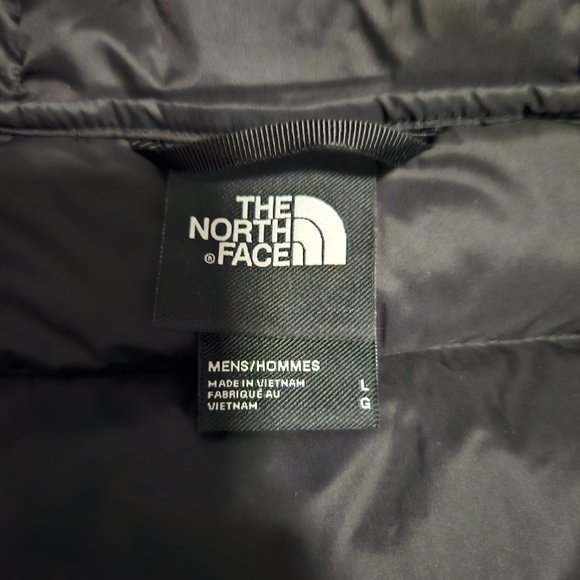 THE
NORTH
® FACE
MENS/HOMMES
MADE IN VIETNAM
FABRIQUÉ AU
VIETNAM
L
G